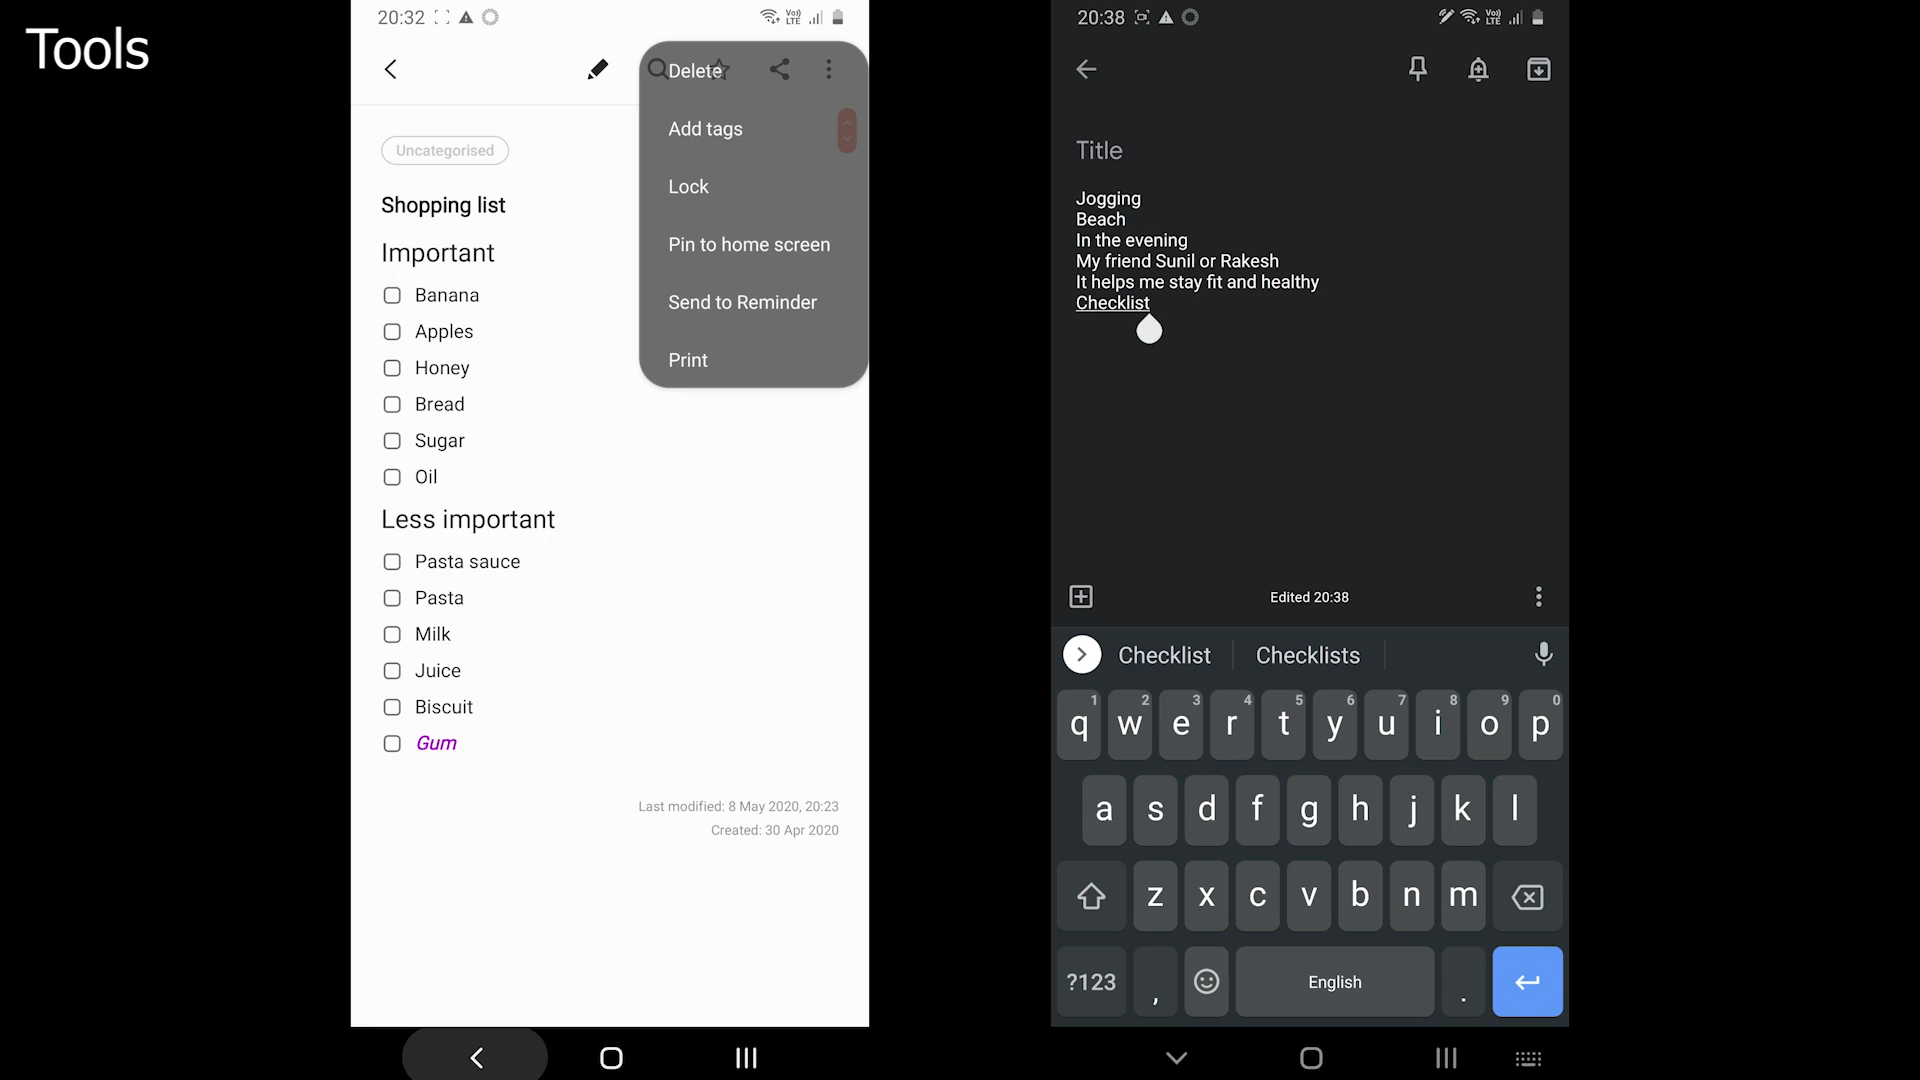 Tools
20:32
Vo) LTE
Delete
Add tags
Lock
Pin to home screen
Send to Reminder
Print
Uncategorised
Shopping list
Important
Banana
Apples
Honey
Bread
Sugar
Oil
Less important
Pasta sauce
Pasta
Milk
Juice
Biscuit
Gum
Last modified: 8 May 2020, 20:23
Created: 30 Apr 2020
20:38
Vo) LTE
Title
Jogging
Beach
In the evening
My friend Sunil or Rakesh
It helps me stay fit and healthy
Checklist
Edited 20:38
Checklist Checklists
1 2 3 4 5 6 7 8 9 0
q w e r t y u i o p
a s d f g h j k l
z x c v b n m
?123 , English .